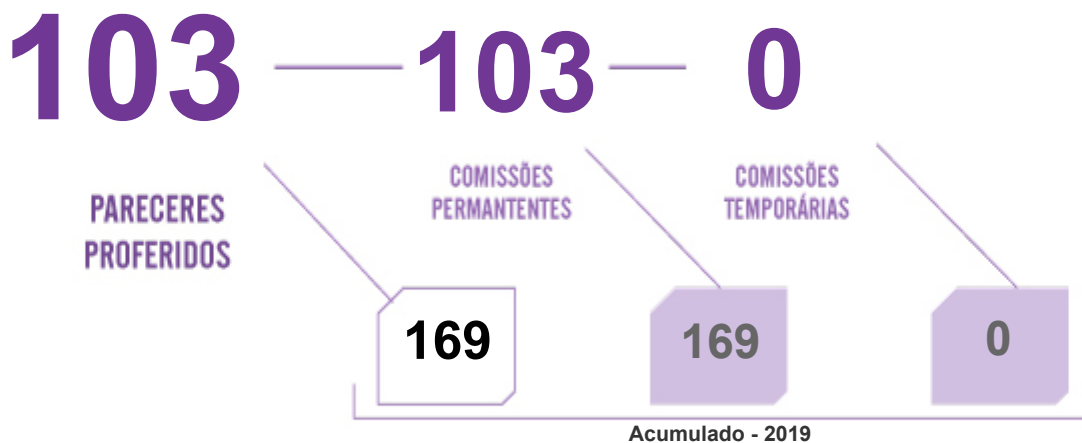 103
103
0
PARECERES
PROFERIDOS
COMISSÕES
PERMANTENTES
COMISSÕES
TEMPORÁRIAS
169
169
0
Acumulado - 2019